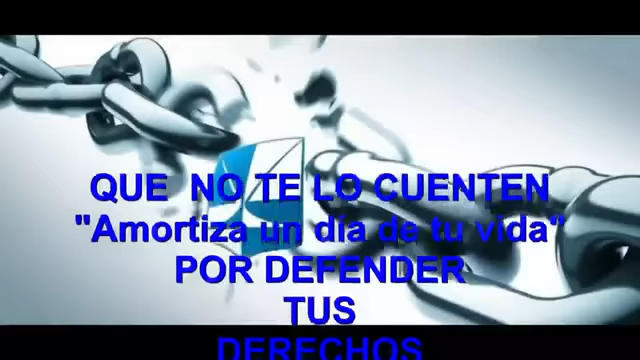 QUE NO TE LO CUENTEN
"Amortiza un día de tu vida"
POR DEFENDER
TUS
DERECHOS